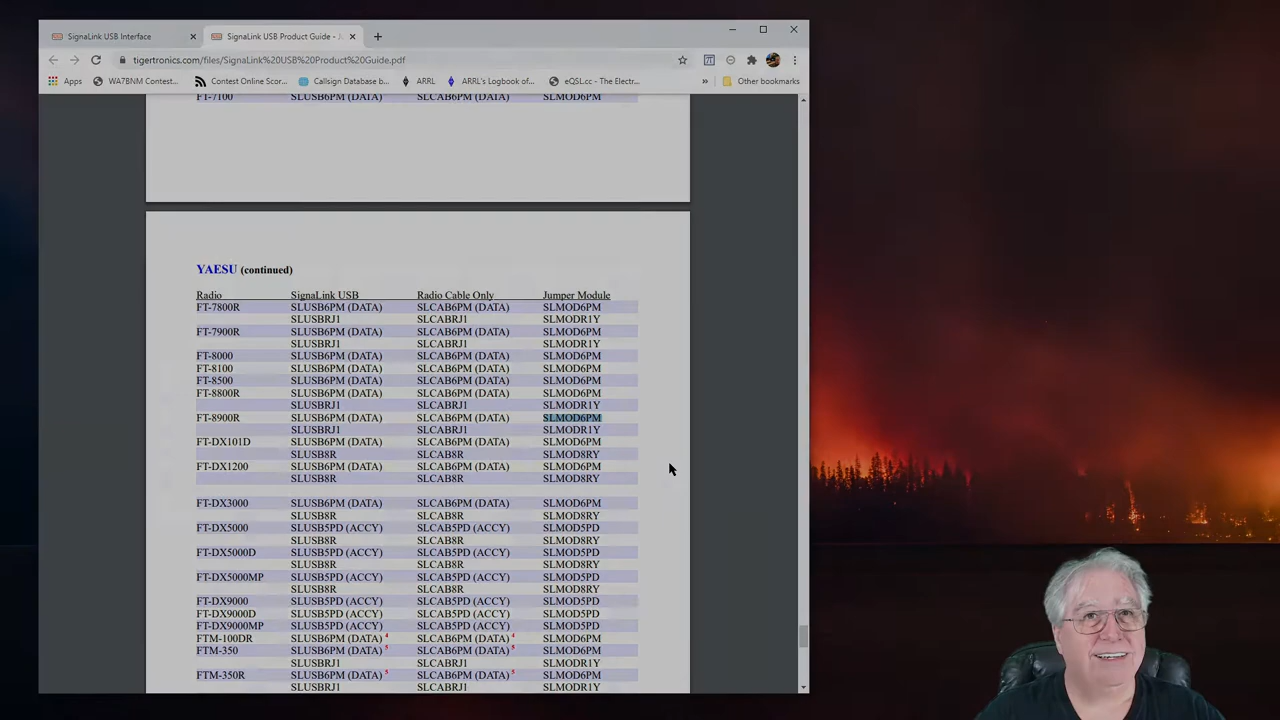 SignaLink USB Interface
SignaLink USB Product Guide - J
tigertronics.com/files/SignaLink%20USB%20Product%20Guide.pdf
Apps WA7BNM Contest... Contest Online Scor... Callsign Database b... ARRL ARRL's Logbook of... eQSL.cc - The Electr... » Other bookmarks
FT-7100 SLUSB6PM (DATA) SLCAB6PM (DATA) SLMOD6PM
YAESU (continued)
Radio SignaLink USB Radio Cable Only Jumper Module
FT-7800R SLUSB6PM (DATA) SLCAB6PM (DATA) SLMOD6PM
SLUSBRJ1 SLCABRJ1 SLMODR1Y
FT-7900R SLUSB6PM (DATA) SLCAB6PM (DATA) SLMOD6PM
SLUSBRJ1 SLCABRJ1 SLMODR1Y
FT-8000 SLUSB6PM (DATA) SLCAB6PM (DATA) SLMOD6PM
FT-8100 SLUSB6PM (DATA) SLCAB6PM (DATA) SLMOD6PM
FT-8500 SLUSB6PM (DATA) SLCAB6PM (DATA) SLMOD6PM
FT-8800R SLUSB6PM (DATA) SLCAB6PM (DATA) SLMOD6PM
SLUSBRJ1 SLCABRJ1 SLMODR1Y
FT-8900R SLUSB6PM (DATA) SLCAB6PM (DATA) SLMOD6PM
SLUSBRJ1 SLCABRJ1 SLMODR1Y
FT-DX101D SLUSB6PM (DATA) SLCAB6PM (DATA) SLMOD6PM
SLUSB8R SLCAB8R SLMOD8RY
FT-DX1200 SLUSB6PM (DATA) SLCAB6PM (DATA) SLMOD6PM
SLUSB8R SLCAB8R SLMOD8RY
FT-DX3000 SLUSB6PM (DATA) SLCAB6PM (DATA) SLMOD6PM
SLUSB8R SLCAB8R SLMOD8RY
FT-DX5000 SLUSB5PD (ACCY) SLCAB5PD (ACCY) SLMOD5PD
SLUSB8R SLCAB8R SLMOD8RY
FT-DX5000D SLUSB5PD (ACCY) SLCAB5PD (ACCY) SLMOD5PD
SLUSB8R SLCAB8R SLMOD8RY
FT-DX5000MP SLUSB5PD (ACCY) SLCAB5PD (ACCY) SLMOD5PD
SLUSB8R SLCAB8R SLMOD8RY
FT-DX9000 SLUSB5PD (ACCY) SLCAB5PD (ACCY) SLMOD5PD
FT-DX9000D SLUSB5PD (ACCY) SLCAB5PD (ACCY) SLMOD5PD
FT-DX9000MP SLUSB5PD (ACCY) SLCAB5PD (ACCY) SLMOD5PD
FTM-100DR SLUSB6PM (DATA) 4 SLCAB6PM (DATA) 4 SLMOD6PM
FTM-350 SLUSB6PM (DATA) 5 SLCAB6PM (DATA) 5 SLMOD6PM
SLUSBRJ1 SLCABRJ1 SLMODR1Y
FTM-350R SLUSB6PM (DATA) 5 SLCAB6PM (DATA) 5 SLMOD6PM
SLUSBRJ1 SLCABRJ1 SLMODR1Y